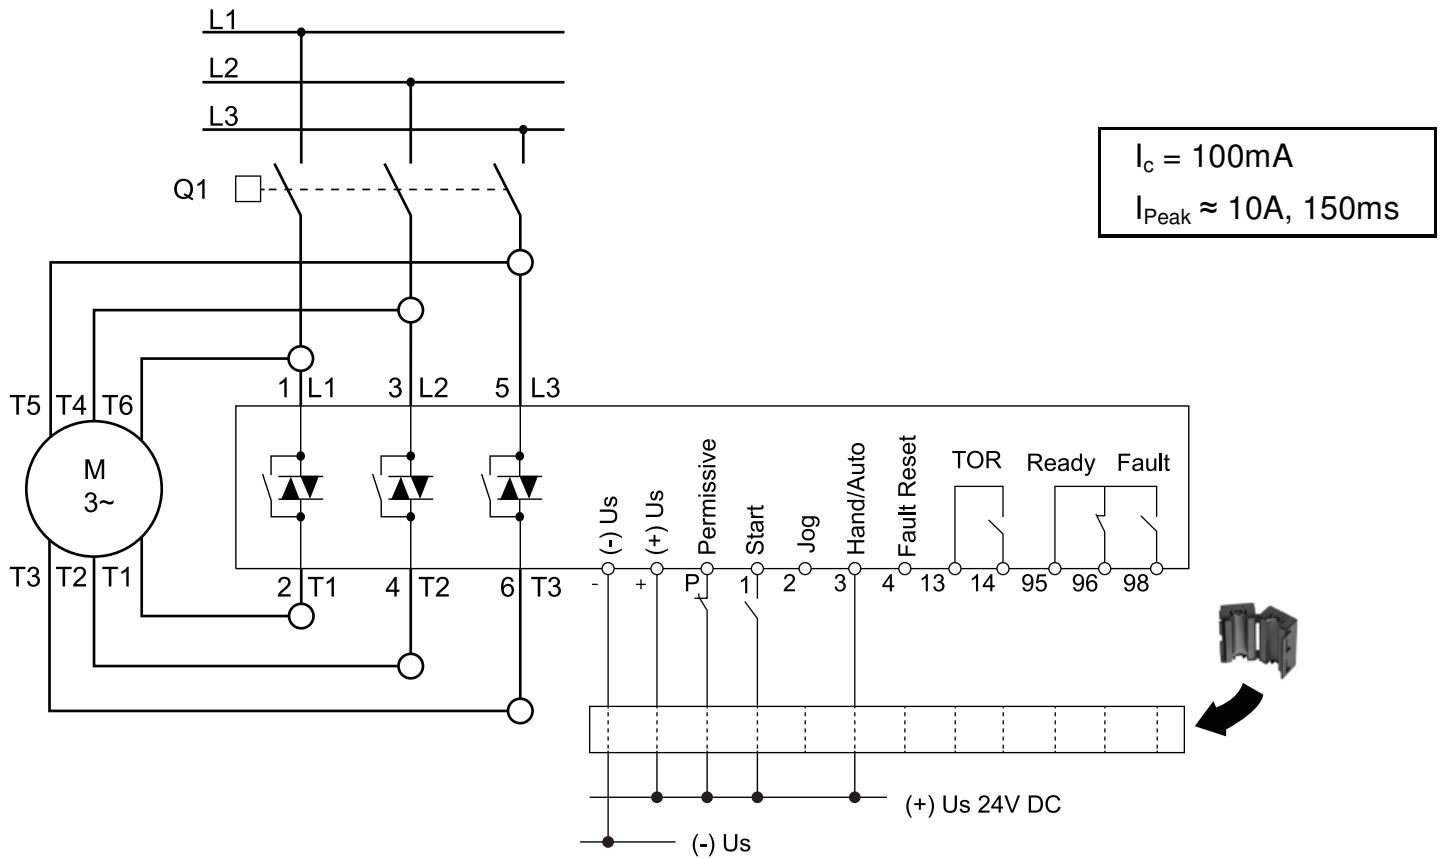 L1
L2
L3
Q1
I_c = 100mA
I_Peak ≈ 10A, 150ms
1 L1 3 L2 5 L3
T5 T4 T6
M
3~
T3 T2 T1
2 T1 4 T2 6 T3
(-) Us
(+) Us
Permissive
Start
Jog
Hand/Auto
Fault Reset
TOR Ready Fault
- + P 1 2 3 4 13 14 95 96 98
(+) Us 24V DC
(-) Us